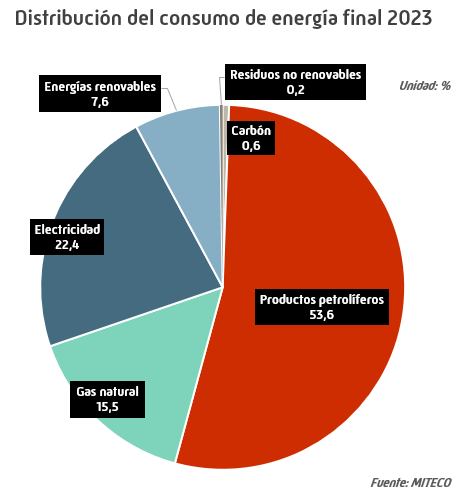 Distribución del consumo de energía final 2023
Unidad: %
Residuos no renovables
0,2
Energías renovables
7,6
Carbón
0,6
Electricidad
22,4
Productos petrolíferos
53,6
Gas natural
15,5
Fuente: MITECO